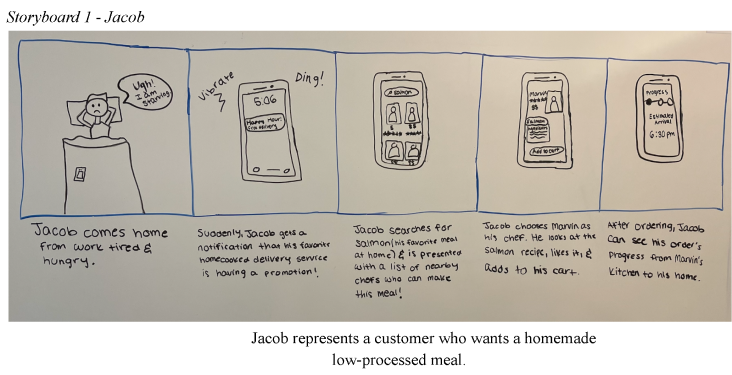 Storyboard 1 - Jacob
Ugh!
I am
starving!
Vibrate
Ding!
5:06
Happy Hour:
salmon
$
$$
Marvin
$$
Salmon
Add to cart
Progress
Estimated
Arrival
6:30 pm
Jacob comes home
from work tired &
hungry.
Suddenly, Jacob gets a
notification that his favorite
homecooked delivery service
is having a promotion!
Jacob searches for
salmon (his favorite meal
at home) & is presented
with a list of nearby
chefs who can make
this meal!
Jacob chooses Marvin as
his chef. He looks at the
salmon recipe, likes it, &
adds to his cart.
After ordering, Jacob
can see his order's
progress from Marvin's
kitchen to his home.
Jacob represents a customer who wants a homemade
low-processed meal.